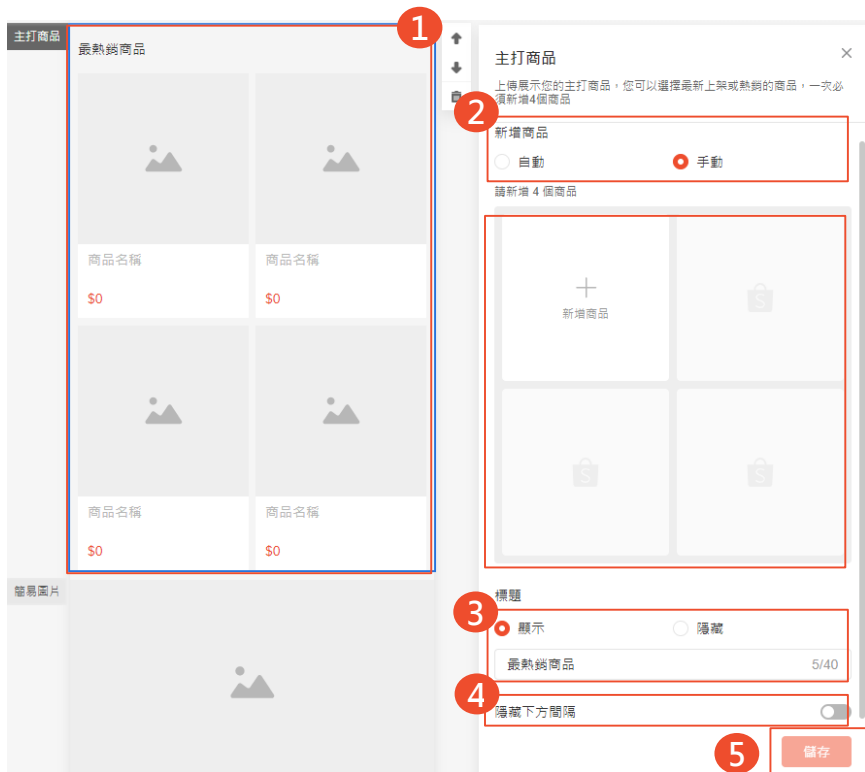 主打商品
最熱銷商品
1
商品名稱
$0
商品名稱
$0
商品名稱
$0
商品名稱
$0
簡易圖片
主打商品
上傳展示您的主打商品，您可以選擇最新上架或熱銷的商品，一次必
須新增4個商品
2
新增商品
自動
手動
請新增 4 個商品
新增商品
S
S
S
標題
3
顯示
隱藏
最熱銷商品
5/40
4
隱藏下方間隔
5
儲存